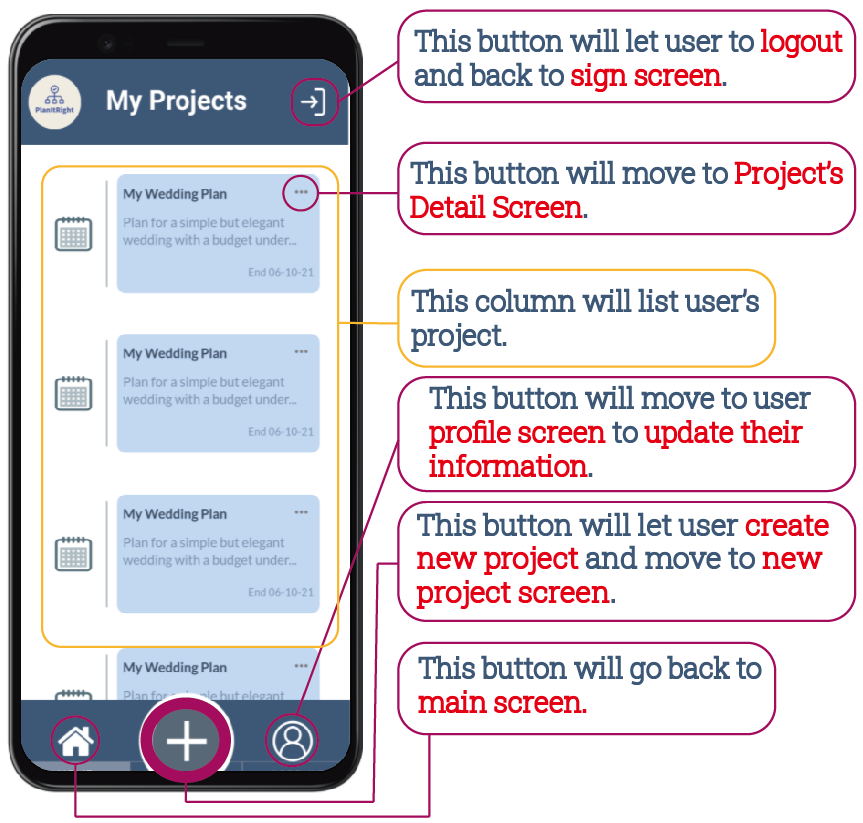 This button will let user to logout
and back to sign screen.
PlanItRight
My Projects
This button will move to Project's
Detail Screen.
My Wedding Plan
Plan for a simple but elegant
wedding with a budget under...
End 06-10-21
This column will list user's
project.
My Wedding Plan
Plan for a simple but elegant
wedding with a budget under...
End 06-10-21
This button will move to user
profile screen to update their
information.
This button will let user create
new project and move to new
project screen.
My Wedding Plan
Plan for a simple but elegant
wedding with a budget under...
End 06-10-21
This button will go back to
main screen.
My Wedding Plan
Plan for a simple but elegant